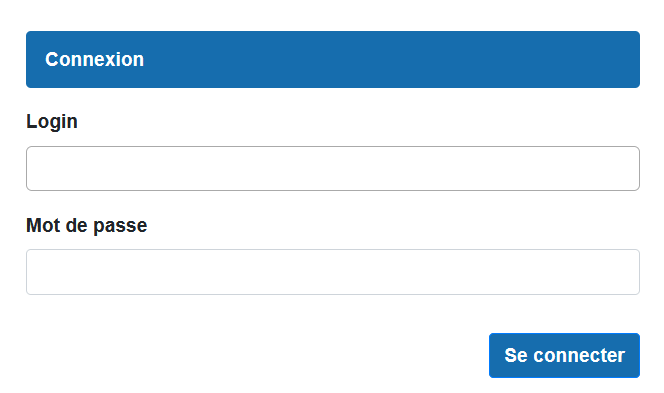 Connexion
Login
Mot de passe
Se connecter